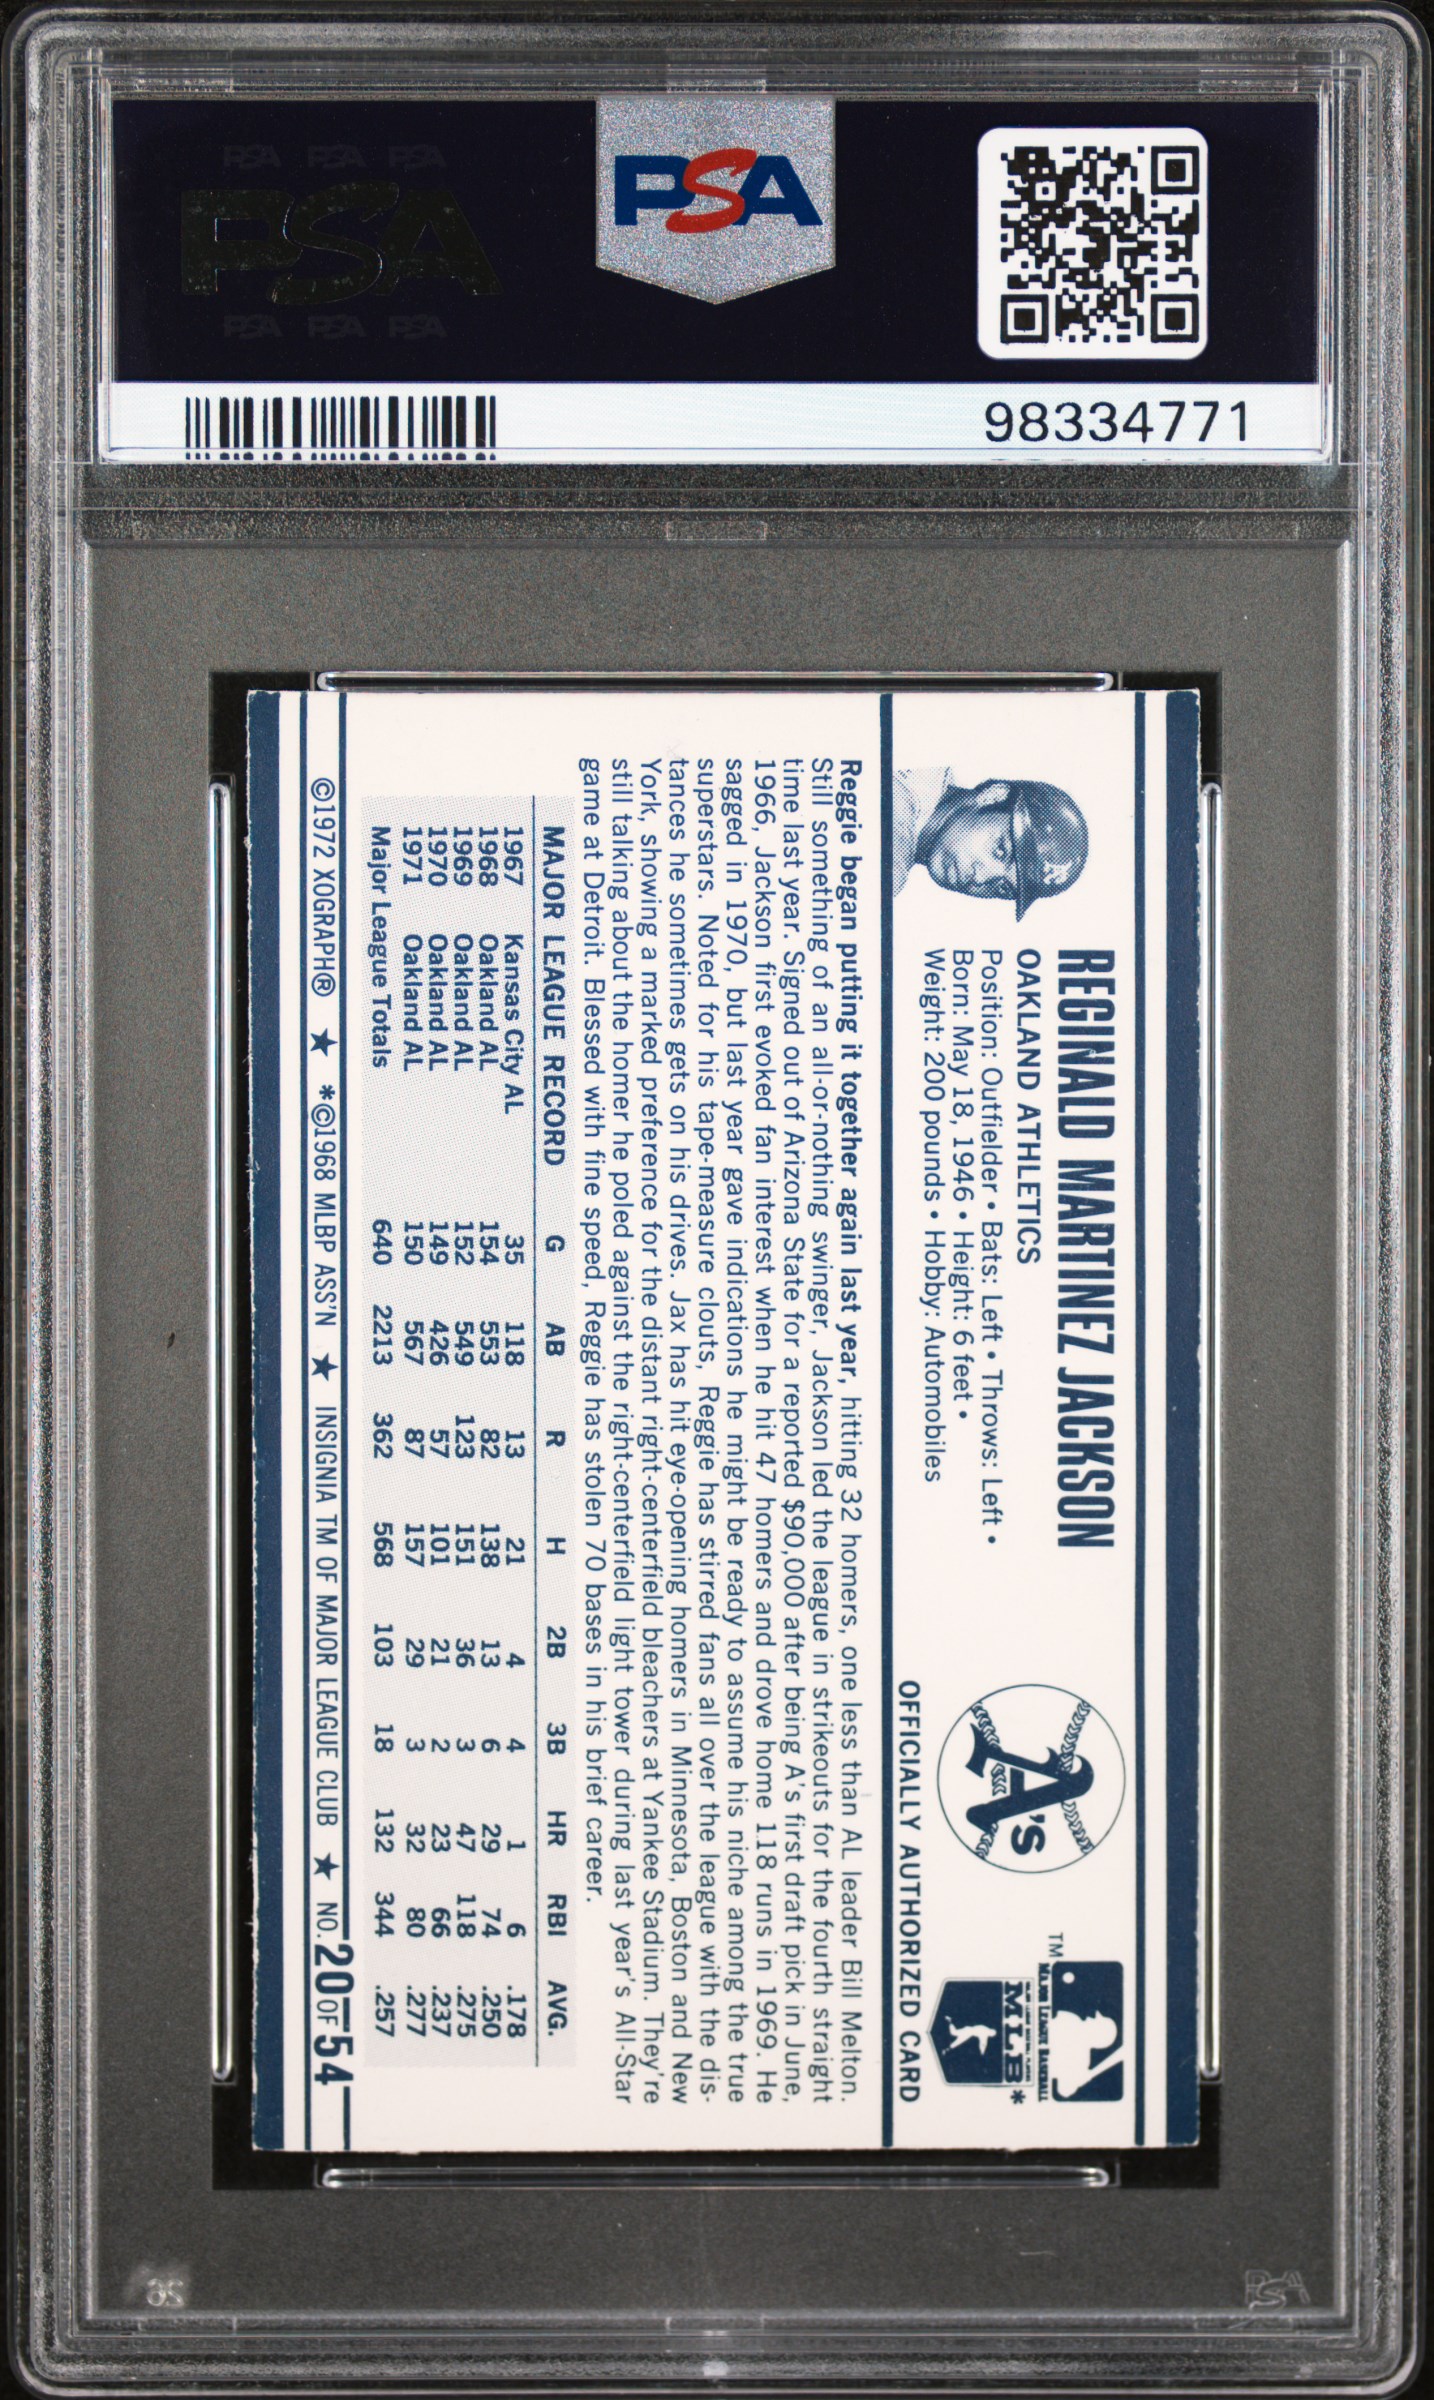 PSA PSA PSA
PSA
PSA PSA PSA
PSA
98334771
REGINALD MARTINEZ JACKSON
OAKLAND ATHLETICS
Position: Outfielder • Bats: Left • Throws: Left •
Born: May 18, 1946 • Height: 6 feet •
Weight: 200 pounds • Hobby: Automobiles
A's
TM
MAJOR LEAGUE BASEBALL
MLB*
OFFICIALLY AUTHORIZED CARD
Reggie began putting it together again last year, hitting 32 homers, one less than AL leader Bill Melton.
Still something of an all-or-nothing swinger, Jackson led the league in strikeouts for the fourth straight
time last year. Signed out of Arizona State for a reported $90,000 after being A's first draft pick in June,
1966, Jackson first evoked fan interest when he hit 47 homers and drove home 118 runs in 1969. He
sagged in 1970, but last year gave indications he might be ready to assume his niche among the true
superstars. Noted for his tape-measure clouts, Reggie has stirred fans all over the league with the dis-
tances he sometimes gets on his drives. Jax has hit eye-opening homers in Minnesota, Boston and New
York, showing a marked preference for the distant right-centerfield bleachers at Yankee Stadium. They're
still talking about the homer he poled against the right-centerfield light tower during last year's All-Star
game at Detroit. Blessed with fine speed, Reggie has stolen 70 bases in his brief career.
MAJOR LEAGUE RECORD G AB R H 2B 3B HR RBI AVG.
1967 Kansas City AL 35 118 13 21 4 4 1 6 .178
1968 Oakland AL 154 553 82 138 13 6 29 74 .250
1969 Oakland AL 152 549 123 151 36 3 47 118 .275
1970 Oakland AL 149 426 57 101 21 2 23 66 .237
1971 Oakland AL 150 567 87 157 29 3 32 80 .277
Major League Totals 640 2213 362 568 103 18 132 344 .257
©1972 XOGRAPH® ★ *©1968 MLBP ASS'N ★ INSIGNIA TM OF MAJOR LEAGUE CLUB ★ NO. 20 OF 54